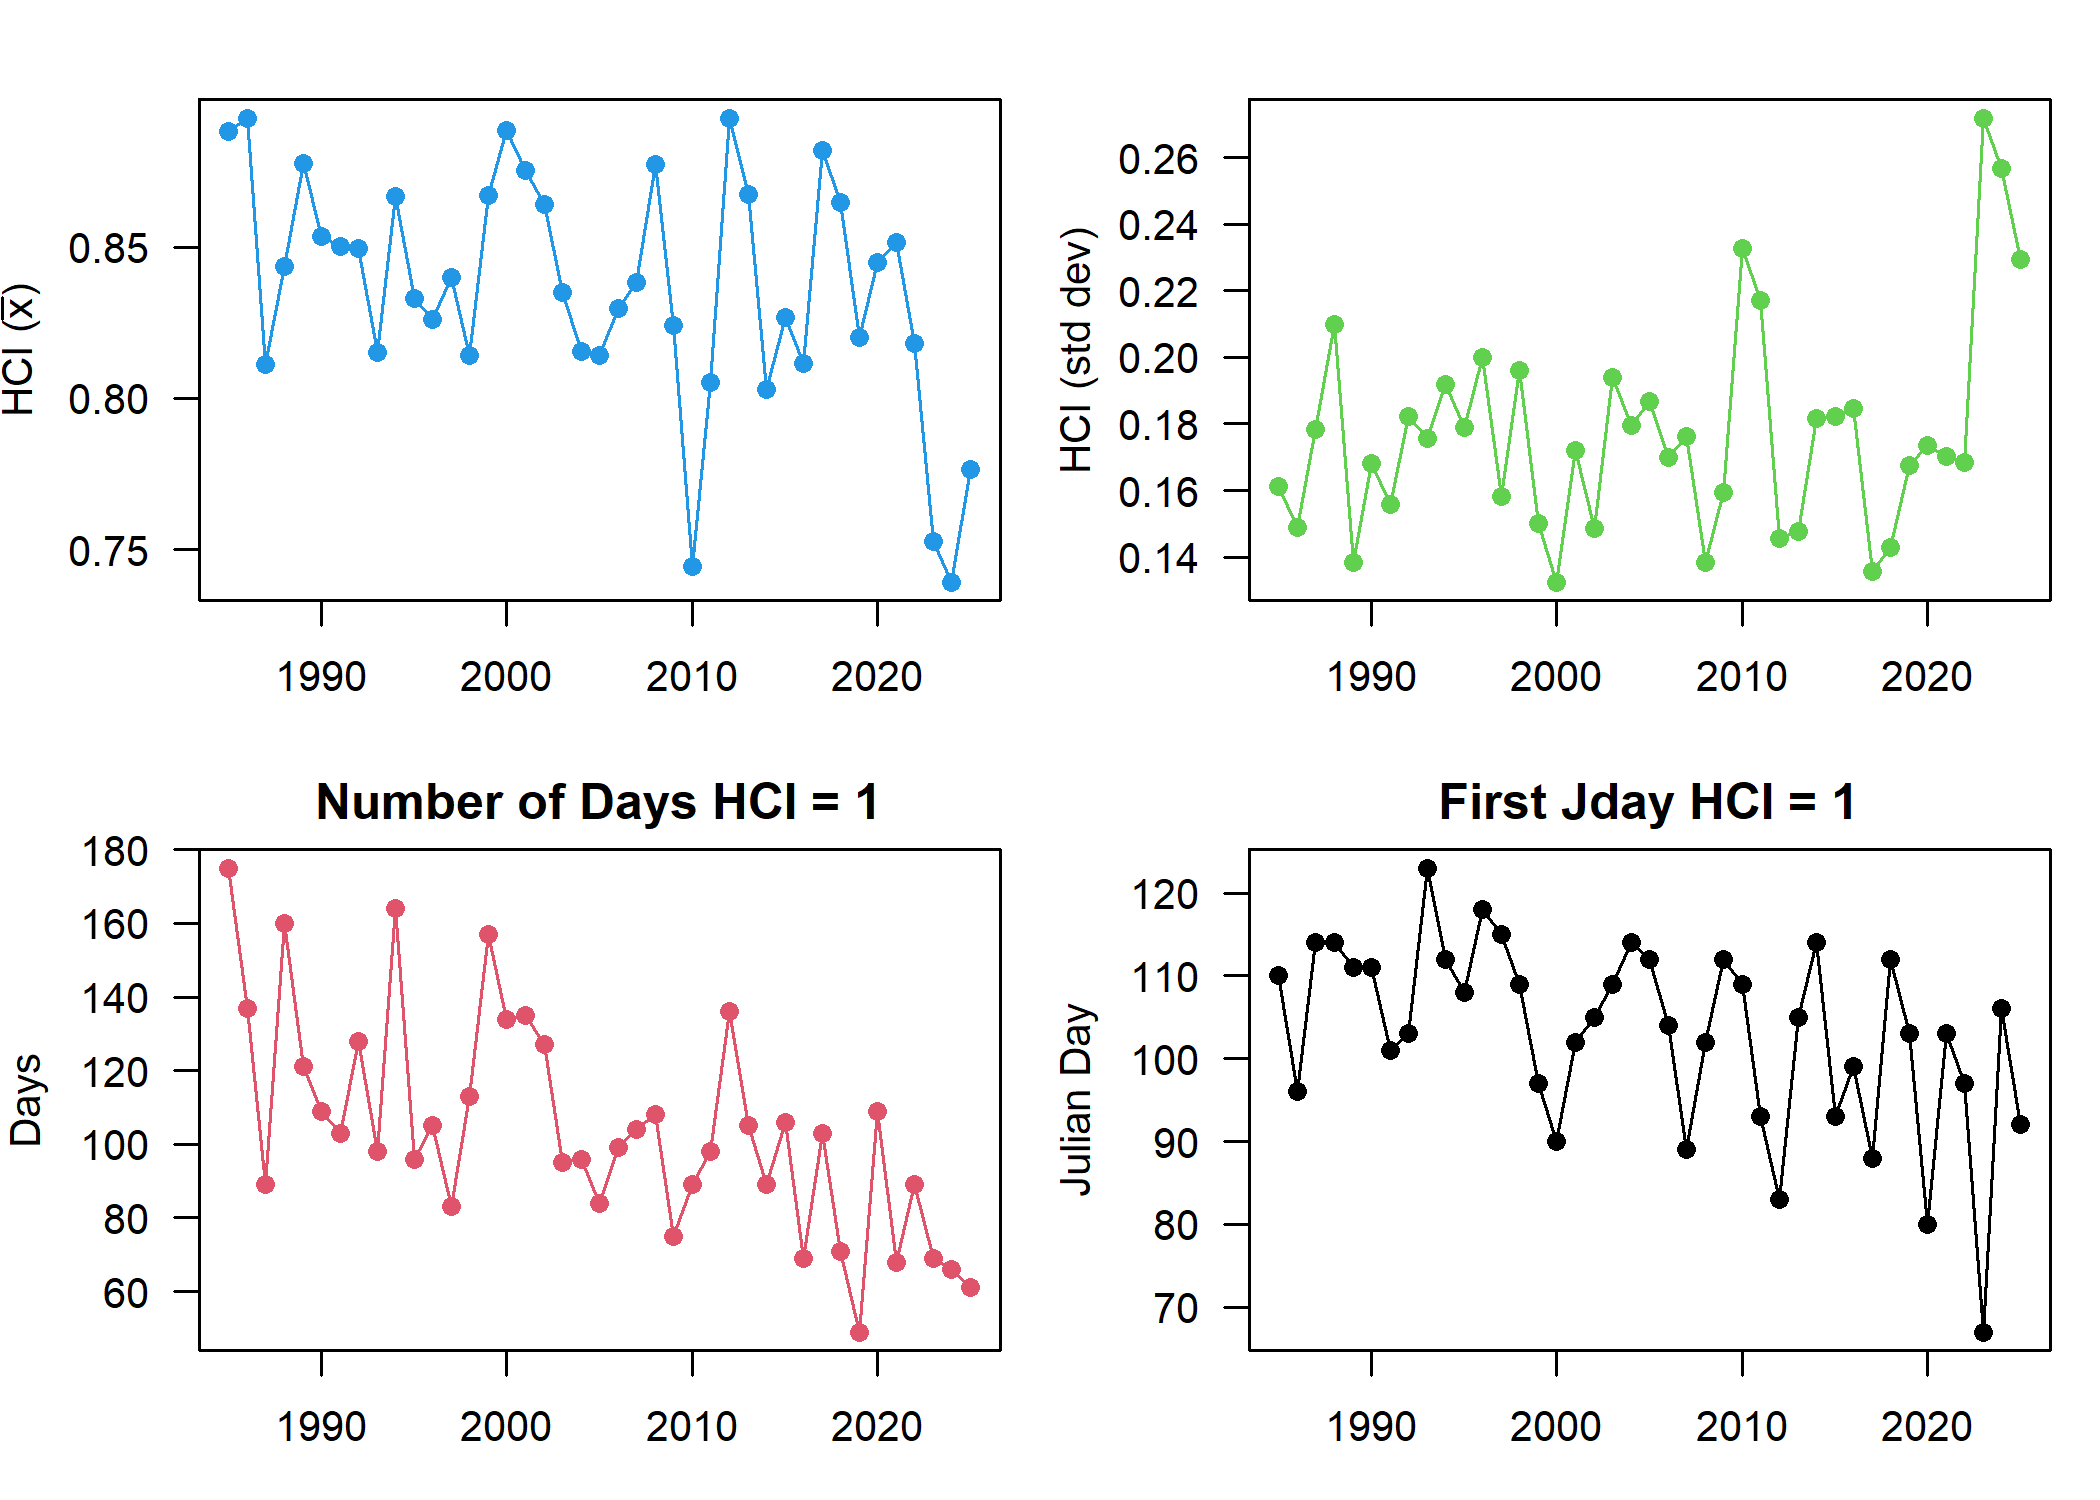 HCI (x̅)
0.85
0.80
0.75
1990 2000 2010 2020
HCI (std dev)
0.26
0.24
0.22
0.20
0.18
0.16
0.14
1990 2000 2010 2020
Number of Days HCI = 1
Days
180
160
140
120
100
80
60
1990 2000 2010 2020
First Jday HCI = 1
Julian Day
120
110
100
90
80
70
1990 2000 2010 2020